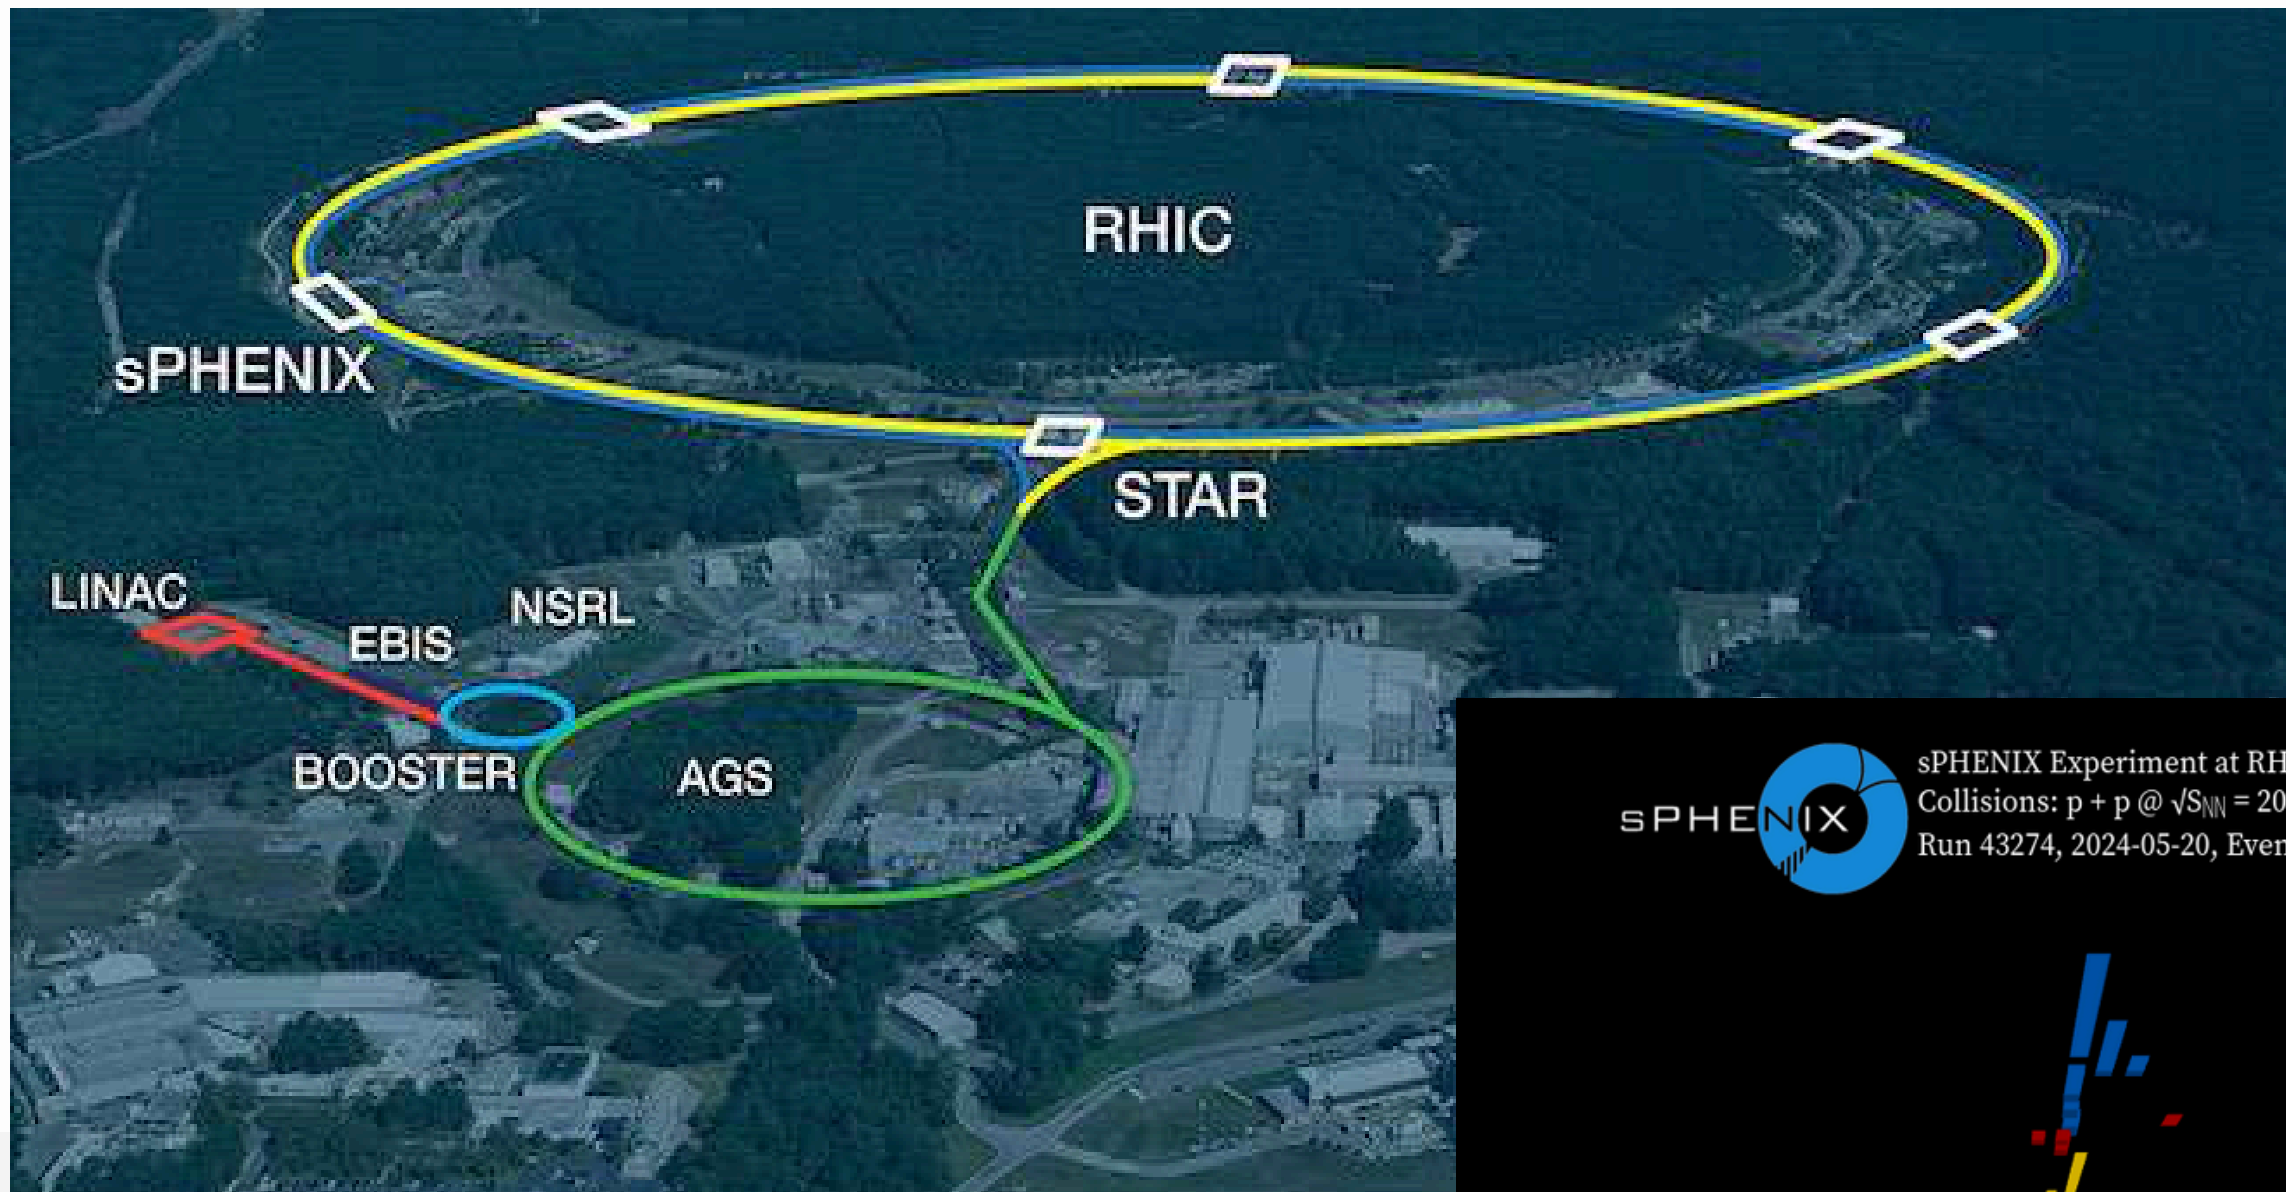 RHIC
sPHENIX
STAR
LINAC
EBIS
NSRL
BOOSTER
AGS
sPHENIX
sPHENIX Experiment at RH
Collisions: p + p @ √SNN = 20
Run 43274, 2024-05-20, Even